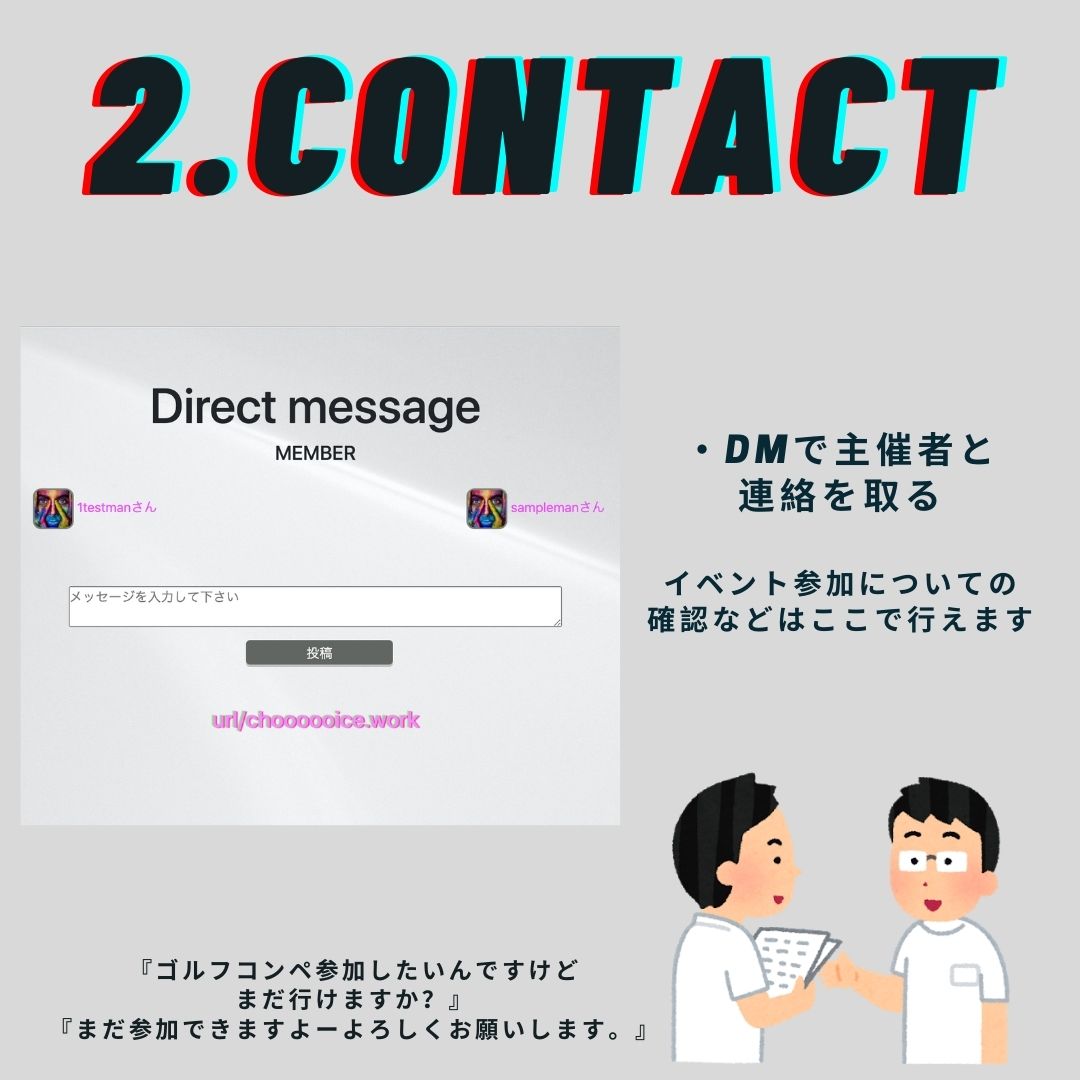 2.CONTACT
Direct message
MEMBER
1testmanさん
samplemanさん
メッセージを入力して下さい
投稿
url/choooooice.work
・DMで主催者と
連絡を取る
イベント参加についての
確認などはここで行えます
『ゴルフコンペ参加したいんですけど
まだ行けますか？』
『まだ参加できますよーよろしくお願いします。』